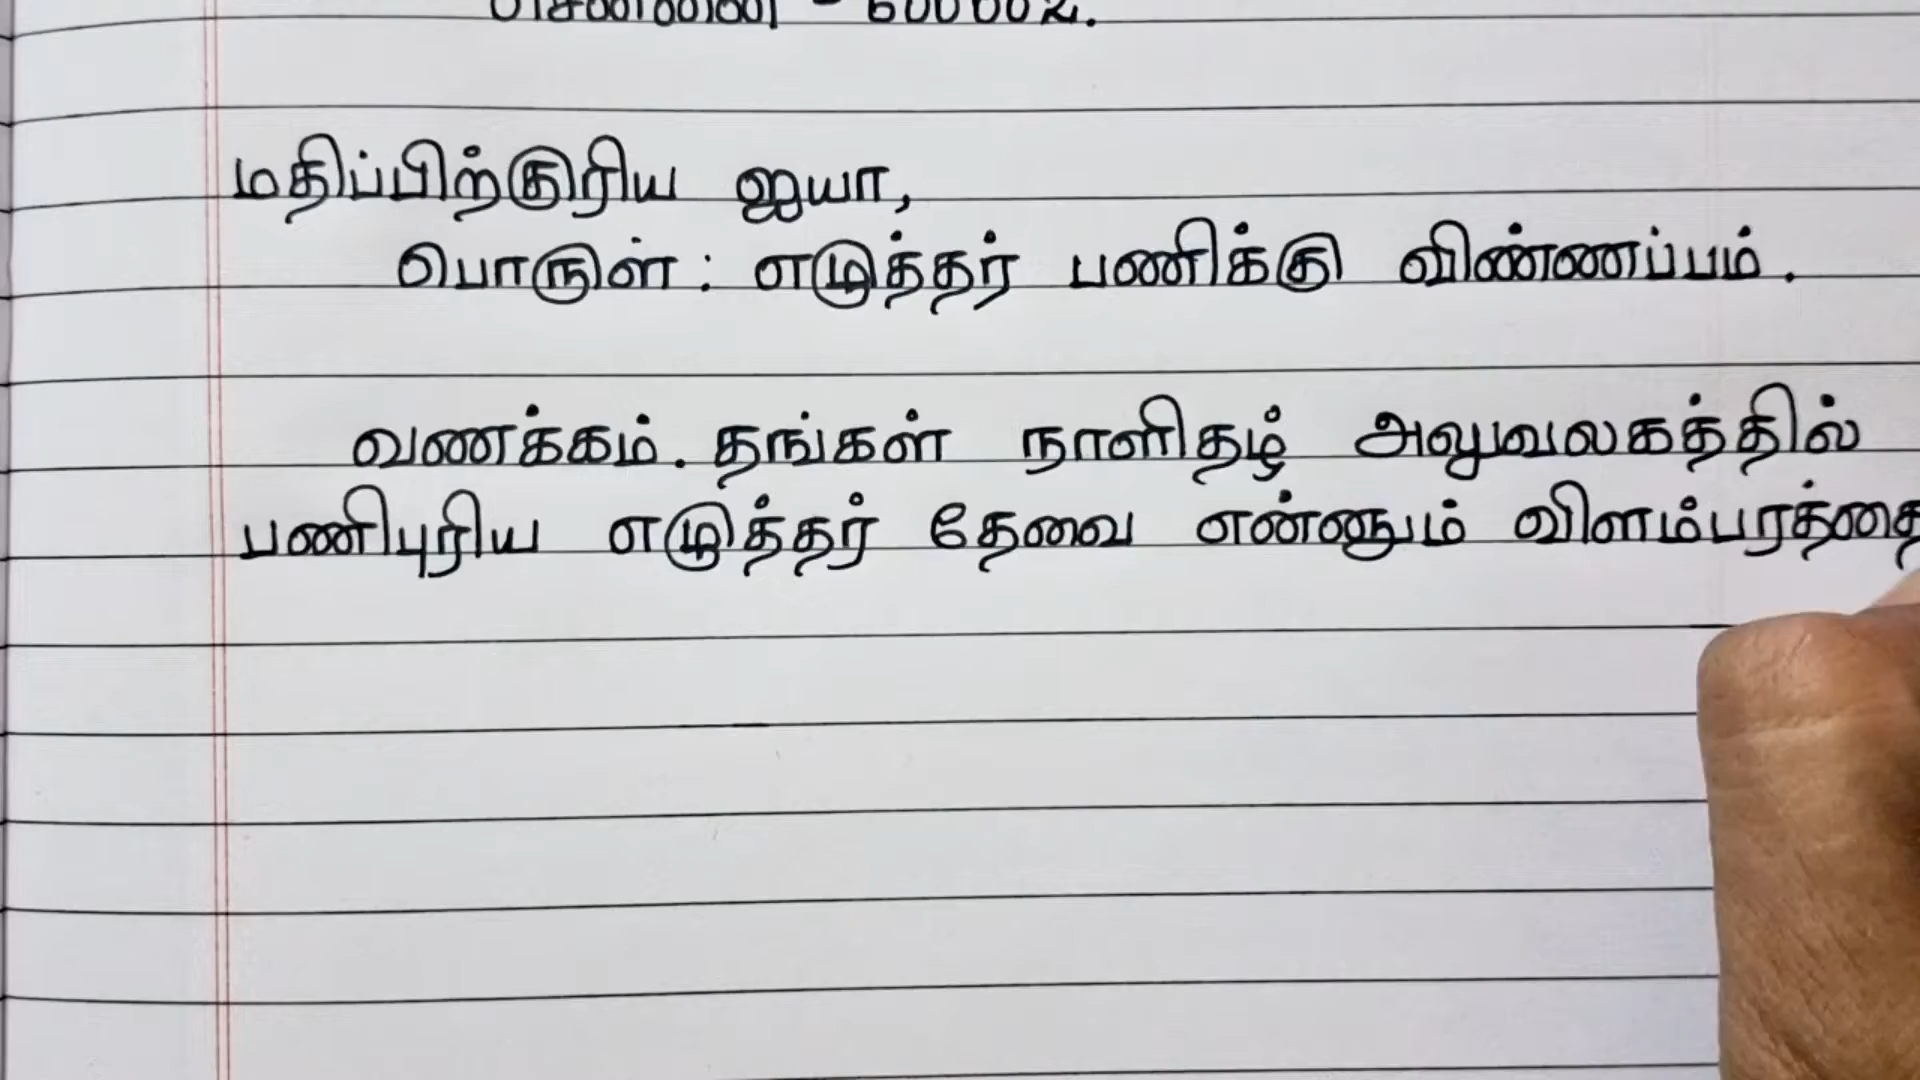 சென்னை - 600002.
மதிப்பிற்குரிய ஐயா,
பொருள் : எழுத்தர் பணிக்கு விண்ணப்பம்.
வணக்கம். தங்கள் நாளிதழ் அலுவலகத்தில்
பணிபுரிய எழுத்தர் தேவை என்னும் விளம்பரத்தை